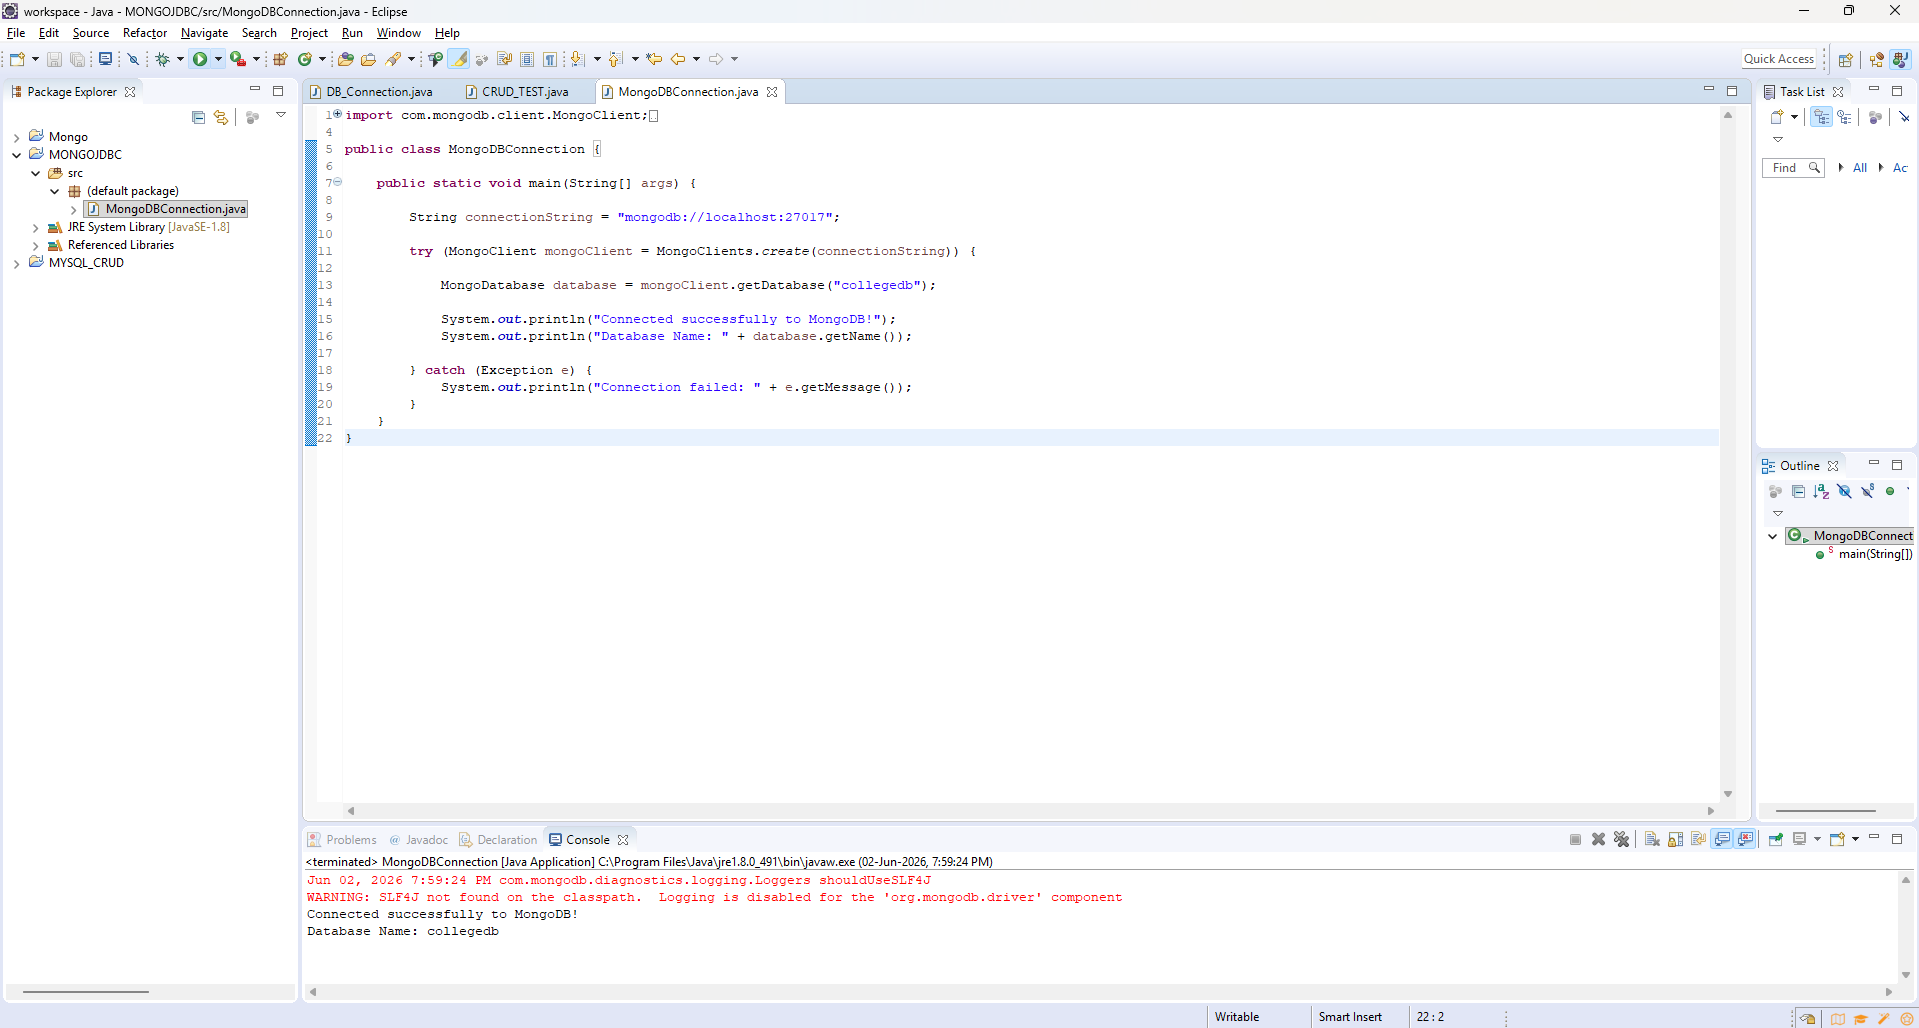 workspace - Java - MONGOJDBC/src/MongoDBConnection.java - Eclipse
File Edit Source Refactor Navigate Search Project Run Window Help
Quick Access
Package Explorer
Mongo
MONGOJDBC
src
(default package)
MongoDBConnection.java
JRE System Library [JavaSE-1.8]
Referenced Libraries
MYSQL_CRUD
DB_Connection.java CRUD_TEST.java MongoDBConnection.java
1 import com.mongodb.client.MongoClient;
4
5 public class MongoDBConnection {
6
7 public static void main(String[] args) {
8
9 String connectionString = "mongodb://localhost:27017";
10
11 try (MongoClient mongoClient = MongoClients.create(connectionString)) {
12
13 MongoDatabase database = mongoClient.getDatabase("collegedb");
14
15 System.out.println("Connected successfully to MongoDB!");
16 System.out.println("Database Name: " + database.getName());
17
18 } catch (Exception e) {
19 System.out.println("Connection failed: " + e.getMessage());
20 }
21 }
22 }
Task List
Find All Ac
Outline
MongoDBConnect
main(String[])
Problems @ Javadoc Declaration Console
<terminated> MongoDBConnection [Java Application] C:\Program Files\Java\jre1.8.0_491\bin\javaw.exe (02-Jun-2026, 7:59:24 PM)
Jun 02, 2026 7:59:24 PM com.mongodb.diagnostics.logging.Loggers shouldUseSLF4J
WARNING: SLF4J not found on the classpath.  Logging is disabled for the 'org.mongodb.driver' component
Connected successfully to MongoDB!
Database Name: collegedb
Writable Smart Insert 22 : 2